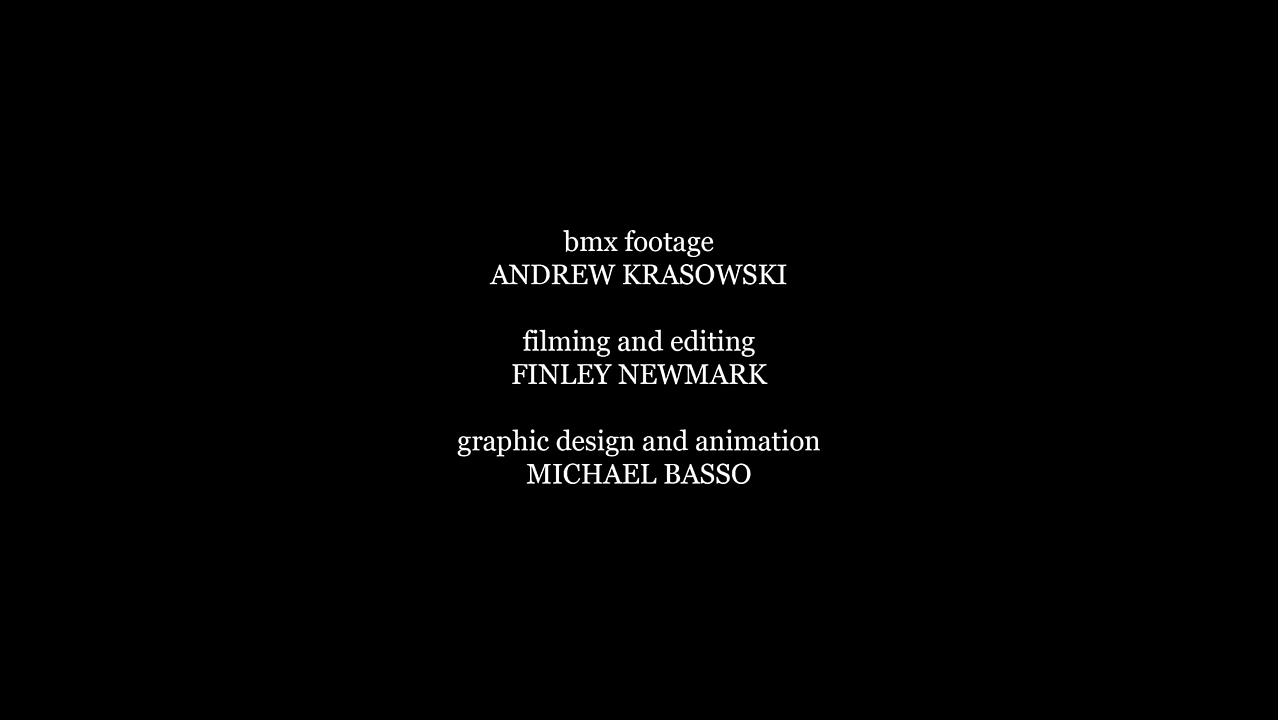 bmx footage
ANDREW KRASOWSKI
filming and editing
FINLEY NEWMARK
graphic design and animation
MICHAEL BASSO